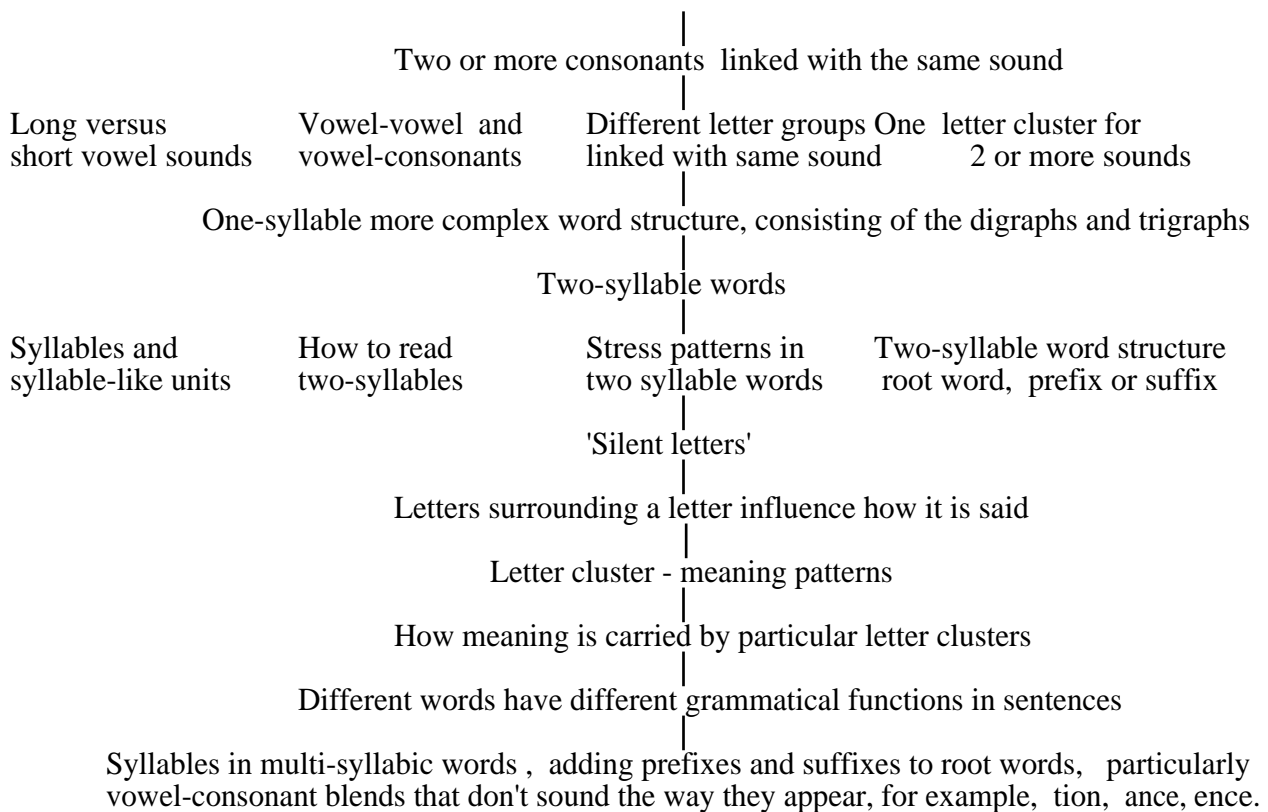 Two or more consonants linked with the same sound
Long versus Vowel-vowel and Different letter groups One letter cluster for
short vowel sounds vowel-consonants linked with same sound 2 or more sounds
One-syllable more complex word structure, consisting of the digraphs and trigraphs
Two-syllable words
Syllables and How to read Stress patterns in Two-syllable word structure
syllable-like units two-syllables two syllable words root word, prefix or suffix
'Silent letters'
Letters surrounding a letter influence how it is said
Letter cluster - meaning patterns
How meaning is carried by particular letter clusters
Different words have different grammatical functions in sentences
Syllables in multi-syllabic words , adding prefixes and suffixes to root words, particularly
vowel-consonant blends that don't sound the way they appear, for example, tion, ance, ence.